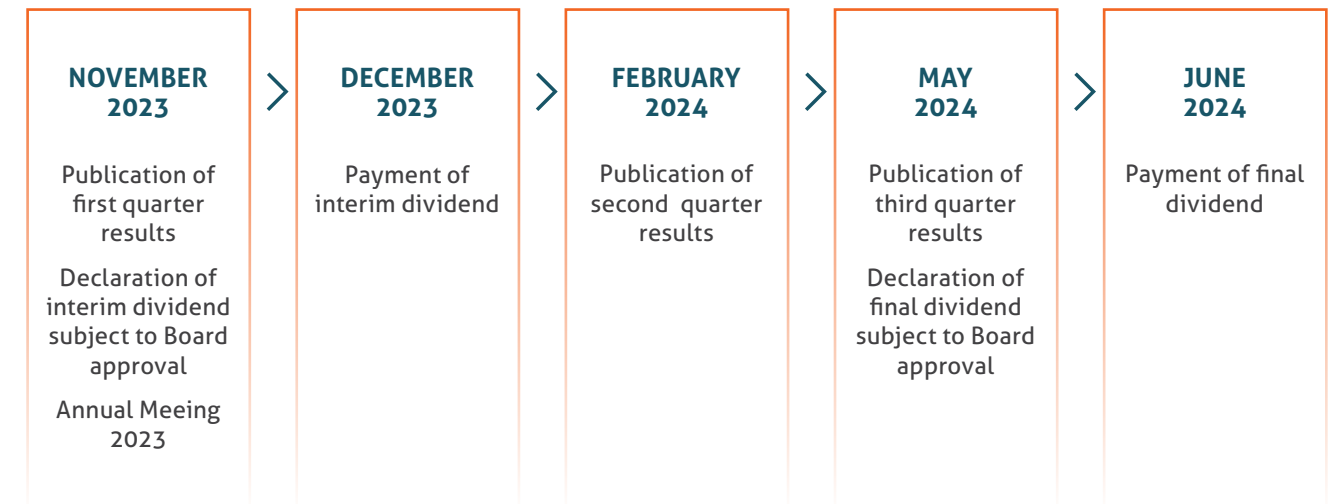 NOVEMBER
2023
Publication of
first quarter
results
Declaration of
interim dividend
subject to Board
approval
Annual Meeing
2023
DECEMBER
2023
Payment of
interim dividend
FEBRUARY
2024
Publication of
second quarter
results
MAY
2024
Publication of
third quarter
results
Declaration of
final dividend
subject to Board
approval
JUNE
2024
Payment of final
dividend